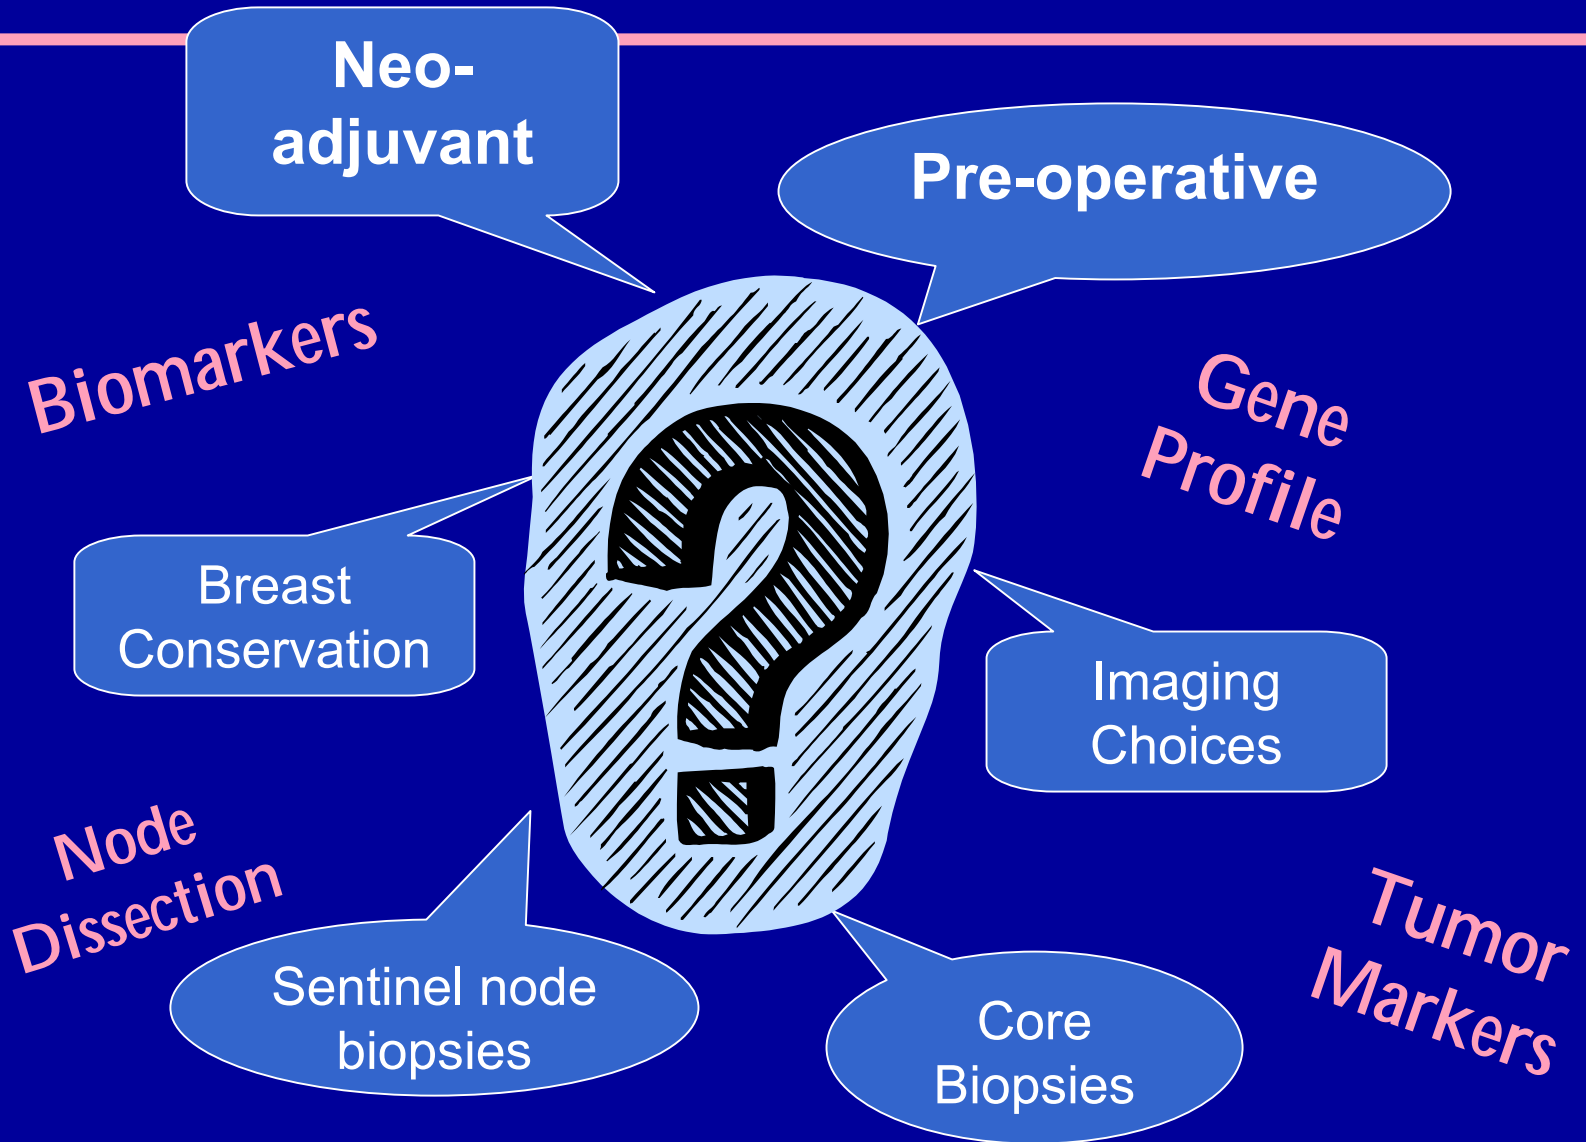 Neo-
adjuvant
Pre-operative
Biomarkers
Gene
Profile
Breast
Conservation
Imaging
Choices
Node
Dissection
Sentinel node
biopsies
Core
Biopsies
Tumor
Markers